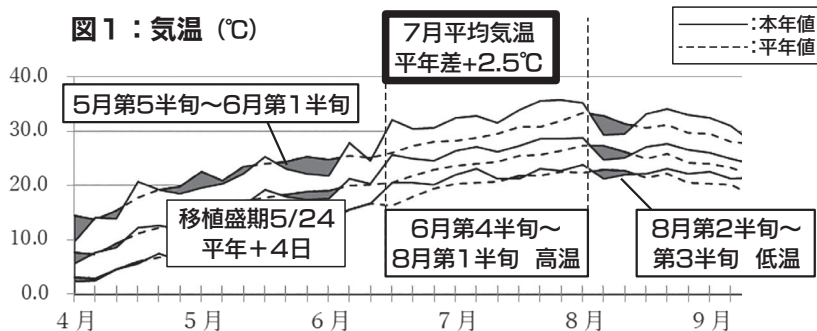 図1：気温（℃）
7月平均気温
平年差+2.5℃
:本年値
:平年値
40.0
30.0
20.0
10.0
0.0
5月第5半旬～6月第1半旬
移植盛期5/24
平年＋4日
6月第4半旬～
8月第1半旬 高温
8月第2半旬～
第3半旬 低温
4月
5月
6月
7月
8月
9月